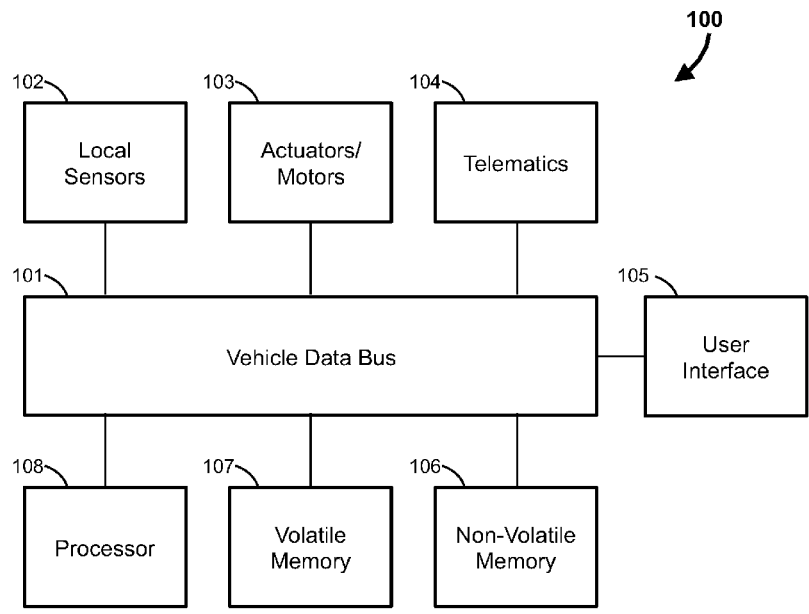 100
102
103
104
Local
Sensors
Actuators/
Motors
Telematics
101
105
Vehicle Data Bus
User
Interface
108
107
106
Processor
Volatile
Memory
Non-Volatile
Memory